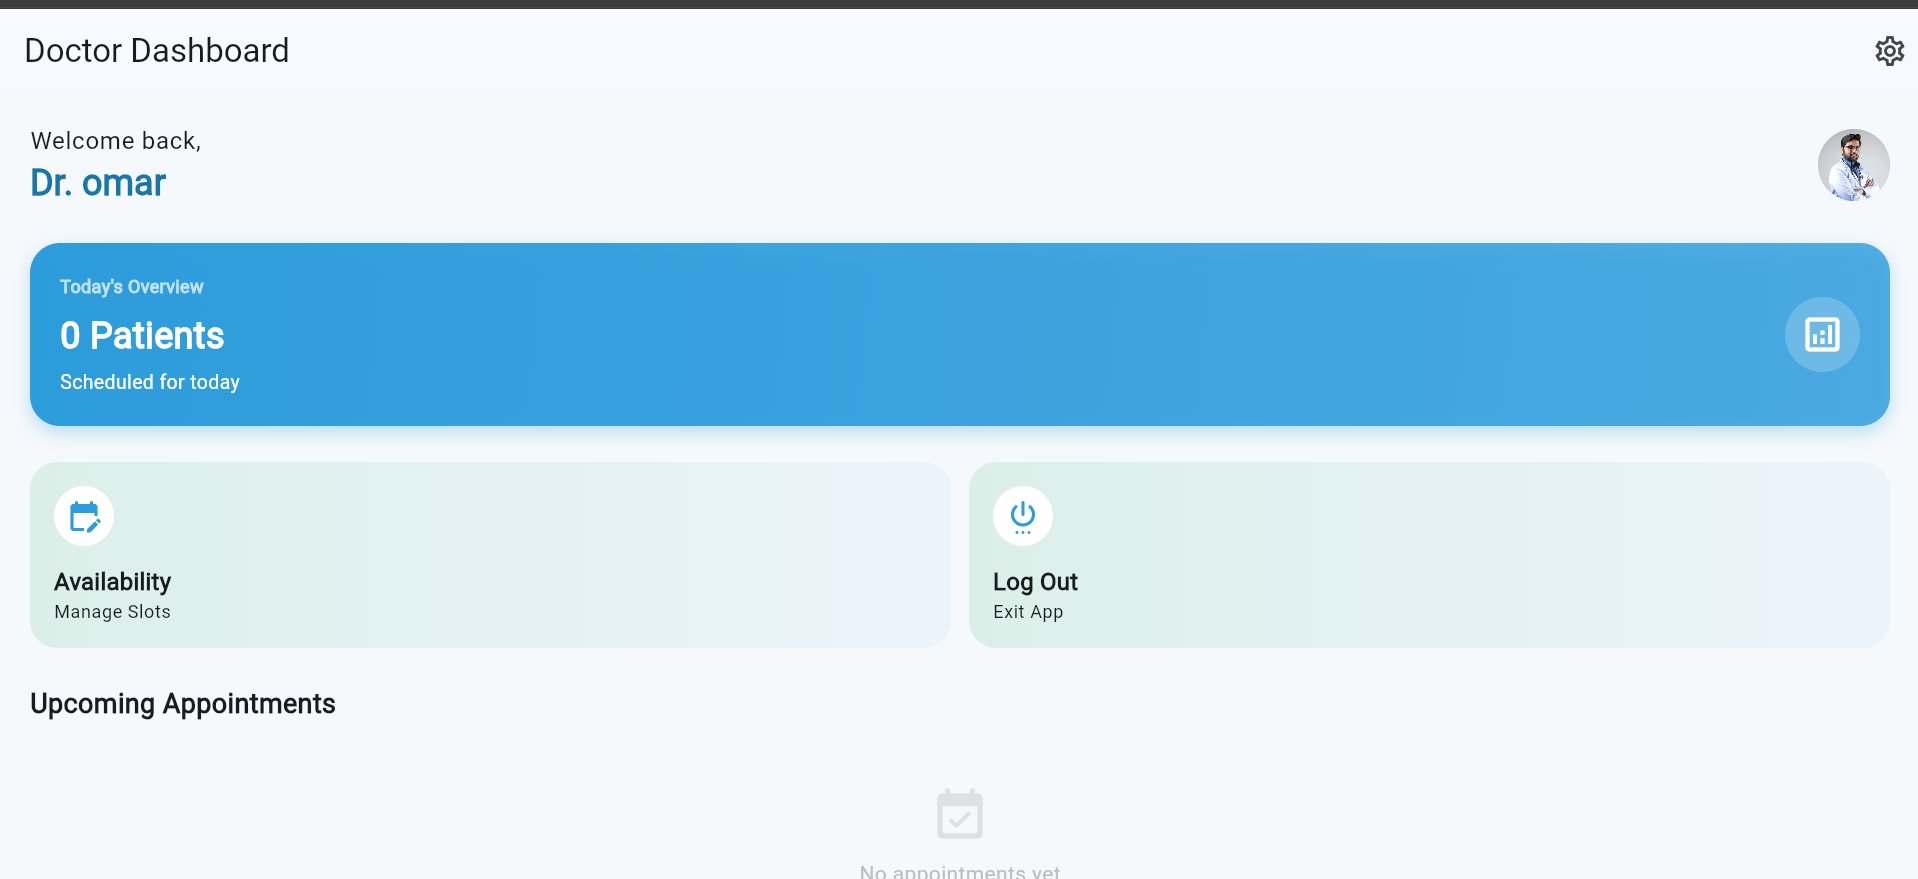 Doctor Dashboard
Welcome back,
Dr. omar
Today's Overview
0 Patients
Scheduled for today
Availability
Manage Slots
Log Out
Exit App
Upcoming Appointments
No appointments yet